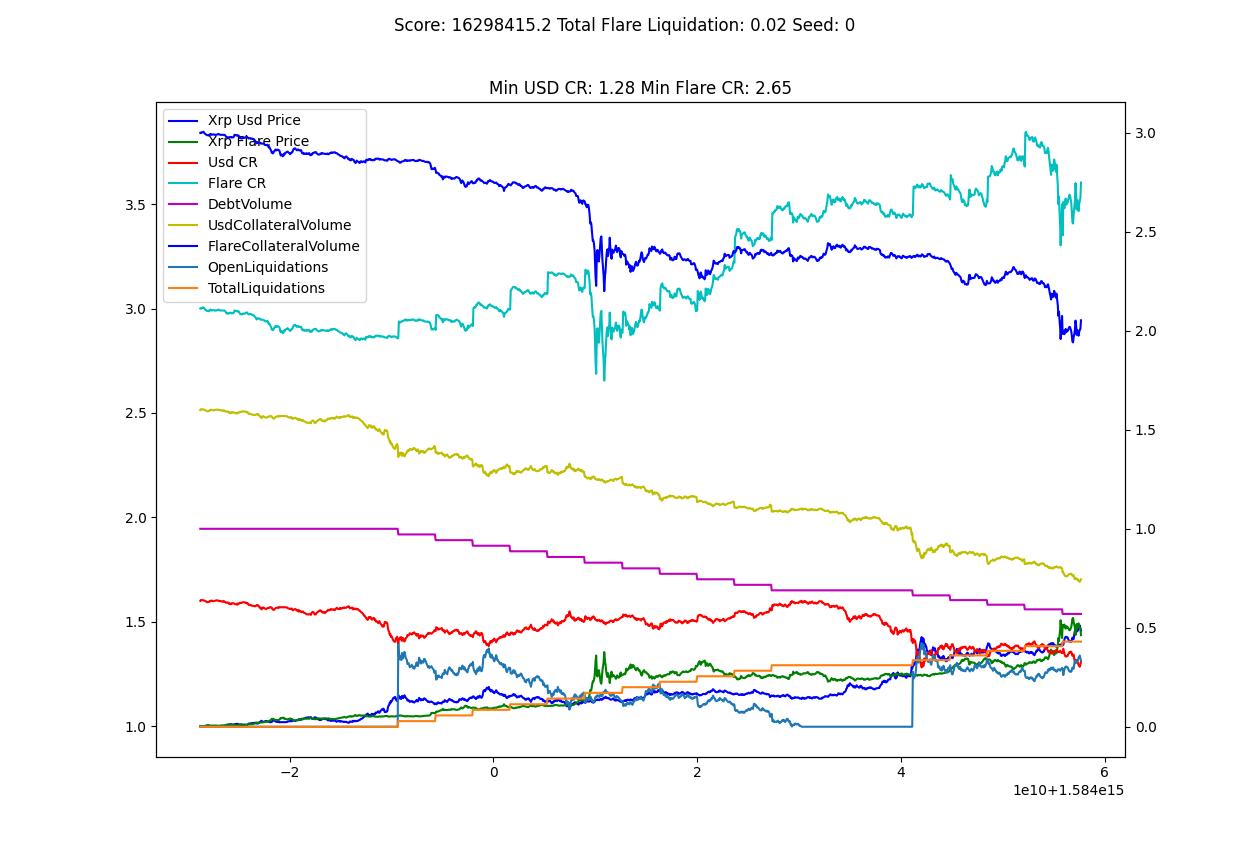 Score: 16298415.2 Total Flare Liquidation: 0.02 Seed: 0
Min USD CR: 1.28 Min Flare CR: 2.65
Xrp Usd Price
Xrp Flare Price
Usd CR
Flare CR
DebtVolume
UsdCollateralVolume
FlareCollateralVolume
OpenLiquidations
TotalLiquidations
3.5
3.0
2.5
2.0
1.5
1.0
3.0
2.5
2.0
1.5
1.0
0.5
0.0
−2
0
2
4
6
1e10+1.584e15